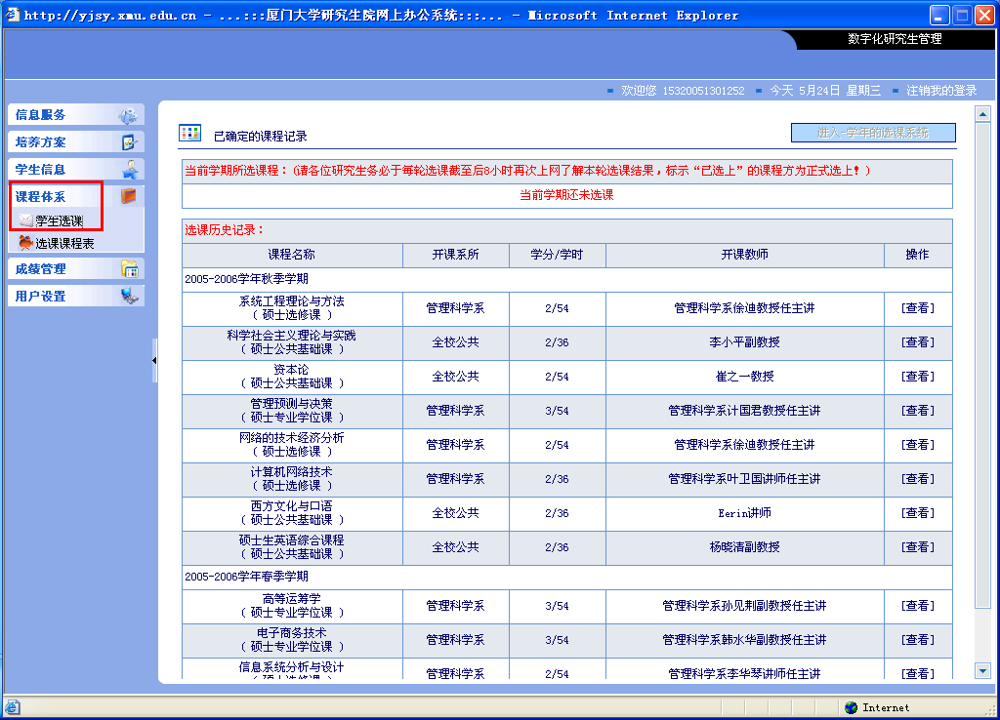 http://yjsy.xmu.edu.cn - ...:::厦门大学研究生院网上办公系统:::... - Microsoft Internet Explorer
数字化研究生管理
欢迎您 15320051301252 今天 5月24日 星期三 注销我的登录
信息服务
培养方案
学生信息
课程体系
学生选课
选课课程表
成绩管理
用户设置
已确定的课程记录
进入-学年的选课系统
当前学期所选课程：(请各位研究生务必于每轮选课截至后8小时再次上网了解本轮选课结果，标示“已选上”的课程方为正式选上！)
当前学期还未选课
选课历史记录：
课程名称 开课系所 学分/学时 开课教师 操作
2005-2006学年秋季学期
系统工程理论与方法
( 硕士选修课 )
管理科学系 2/54 管理科学系徐迪教授任主讲 [查看]
科学社会主义理论与实践
( 硕士公共基础课 )
全校公共 2/36 李小平副教授 [查看]
资本论
( 硕士公共基础课 )
全校公共 2/54 崔之一教授 [查看]
管理预测与决策
( 硕士专业学位课 )
管理科学系 3/54 管理科学系计国君教授任主讲 [查看]
网络的技术经济分析
( 硕士选修课 )
管理科学系 2/54 管理科学系徐迪教授任主讲 [查看]
计算机网络技术
( 硕士选修课 )
管理科学系 2/36 管理科学系叶卫国讲师任主讲 [查看]
西方文化与口语
( 硕士公共基础课 )
全校公共 2/36 Eerin讲师 [查看]
硕士生英语综合课程
( 硕士公共基础课 )
全校公共 2/36 杨晓清副教授 [查看]
2005-2006学年春季学期
高等运筹学
( 硕士专业学位课 )
管理科学系 3/54 管理科学系孙见荆副教授任主讲 [查看]
电子商务技术
( 硕士专业学位课 )
管理科学系 3/54 管理科学系韩水华副教授任主讲 [查看]
信息系统分析与设计
( 硕士选修课 )
管理科学系 2/54 管理科学系李华琴讲师任主讲 [查看]
Internet